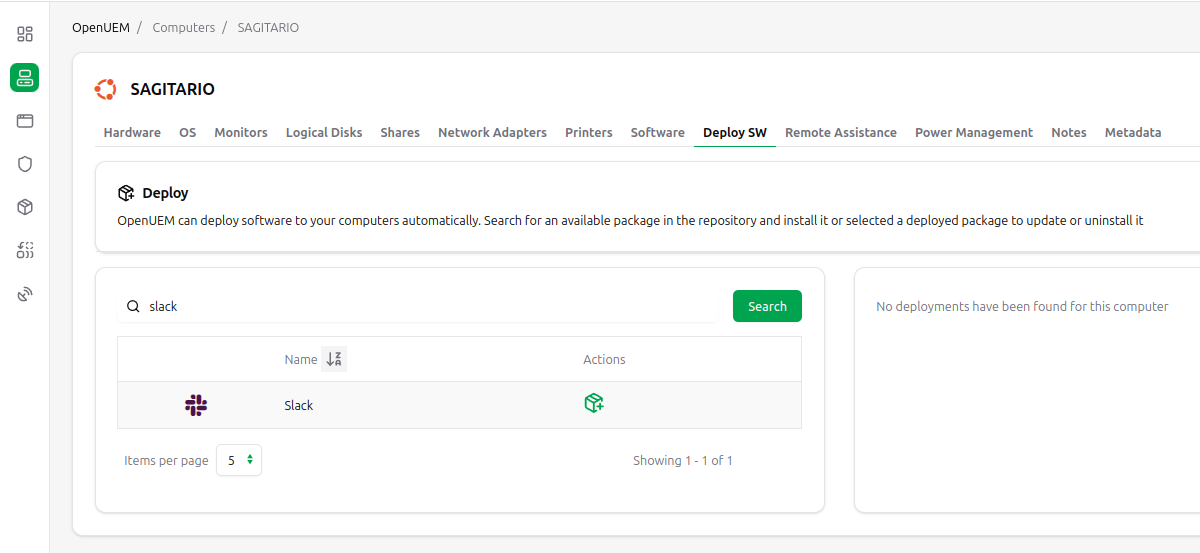 OpenUEM / Computers / SAGITARIO
SAGITARIO
Hardware OS Monitors Logical Disks Shares Network Adapters Printers Software Deploy SW Remote Assistance Power Management Notes Metadata
Deploy
OpenUEM can deploy software to your computers automatically. Search for an available package in the repository and install it or selected a deployed package to update or uninstall it
slack Search
Name Actions
Slack
Items per page 5 Showing 1 - 1 of 1
No deployments have been found for this computer